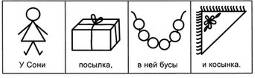 У Сони
посылка,
в ней бусы
и косынка.